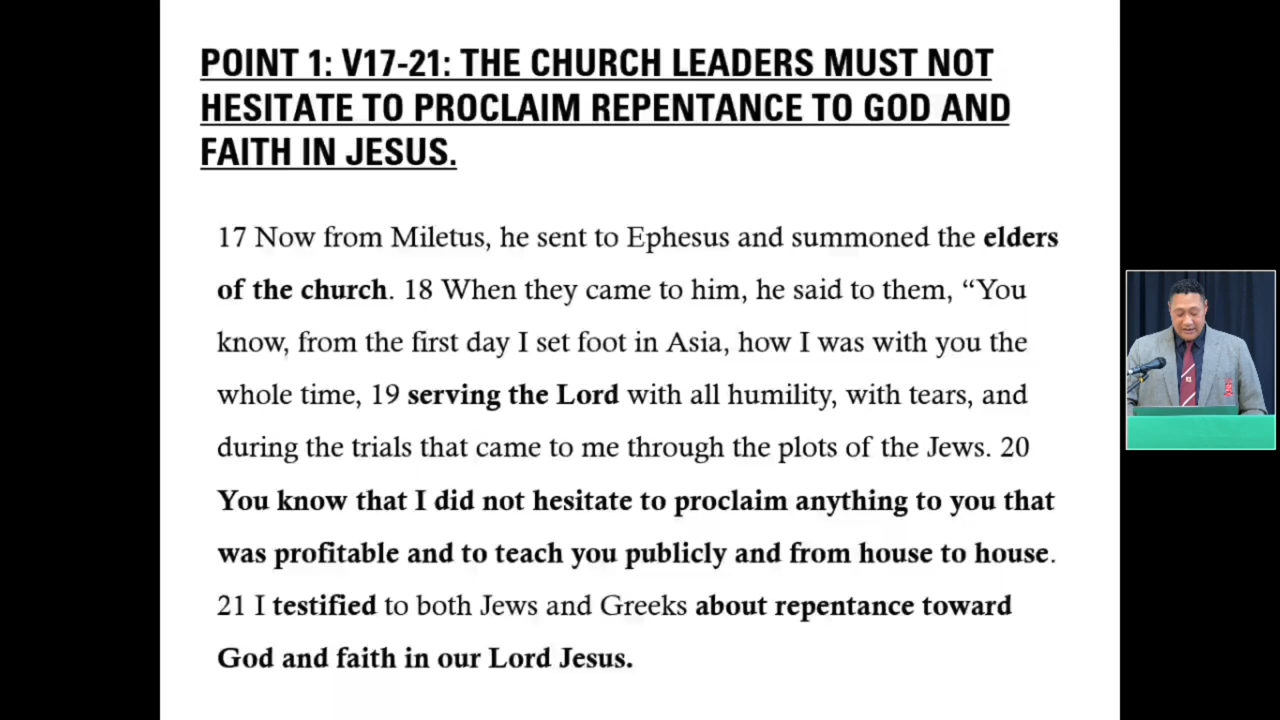 POINT 1: V17-21: THE CHURCH LEADERS MUST NOT
HESITATE TO PROCLAIM REPENTANCE TO GOD AND
FAITH IN JESUS.
17 Now from Miletus, he sent to Ephesus and summoned the elders
of the church. 18 When they came to him, he said to them, “You
know, from the first day I set foot in Asia, how I was with you the
whole time, 19 serving the Lord with all humility, with tears, and
during the trials that came to me through the plots of the Jews. 20
You know that I did not hesitate to proclaim anything to you that
was profitable and to teach you publicly and from house to house.
21 I testified to both Jews and Greeks about repentance toward
God and faith in our Lord Jesus.